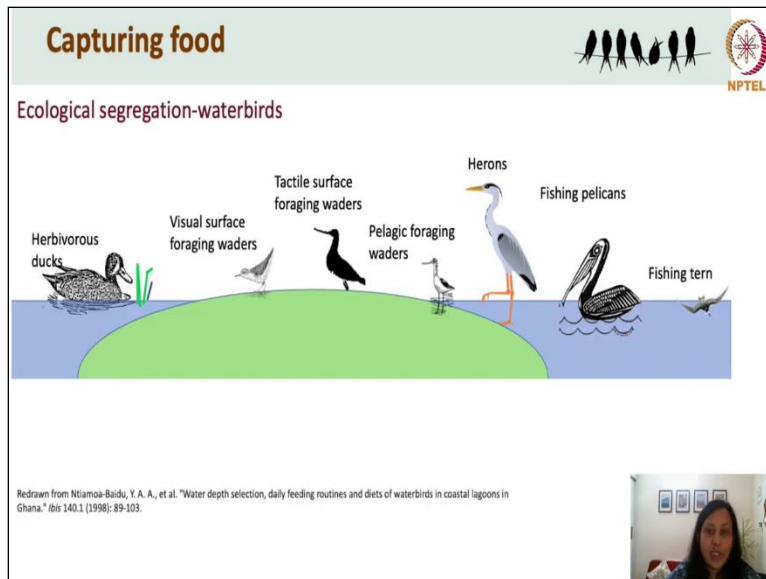 Capturing food
NPTEL
Ecological segregation-waterbirds
Herbivorous
ducks
Visual surface
foraging waders
Tactile surface
foraging waders
Pelagic foraging
waders
Herons
Fishing pelicans
Fishing tern
Redrawn from Ntiamoa-Baidu, Y. A. A., et al. "Water depth selection, daily feeding routines and diets of waterbirds in coastal lagoons in
Ghana." Ibis 140.1 (1998): 89-103.